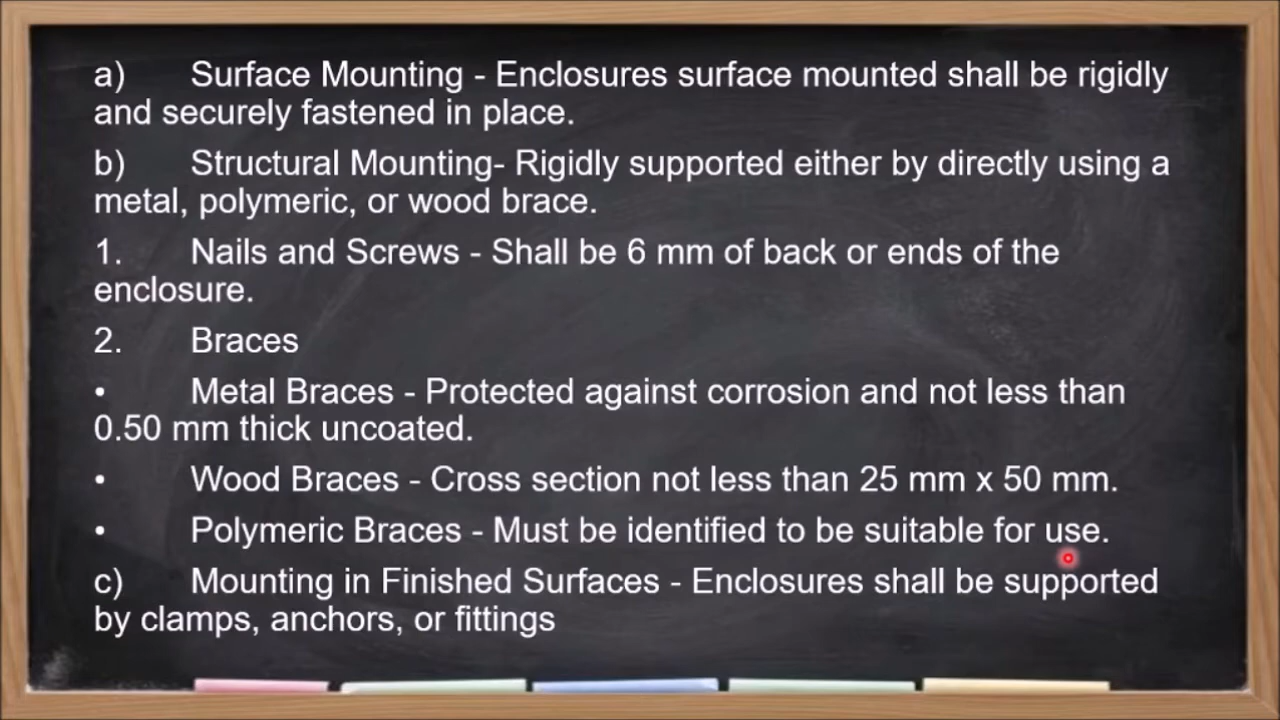 a) Surface Mounting - Enclosures surface mounted shall be rigidly
and securely fastened in place.
b) Structural Mounting- Rigidly supported either by directly using a
metal, polymeric, or wood brace.
1. Nails and Screws - Shall be 6 mm of back or ends of the
enclosure.
2. Braces
• Metal Braces - Protected against corrosion and not less than
0.50 mm thick uncoated.
• Wood Braces - Cross section not less than 25 mm x 50 mm.
• Polymeric Braces - Must be identified to be suitable for use.
c) Mounting in Finished Surfaces - Enclosures shall be supported
by clamps, anchors, or fittings